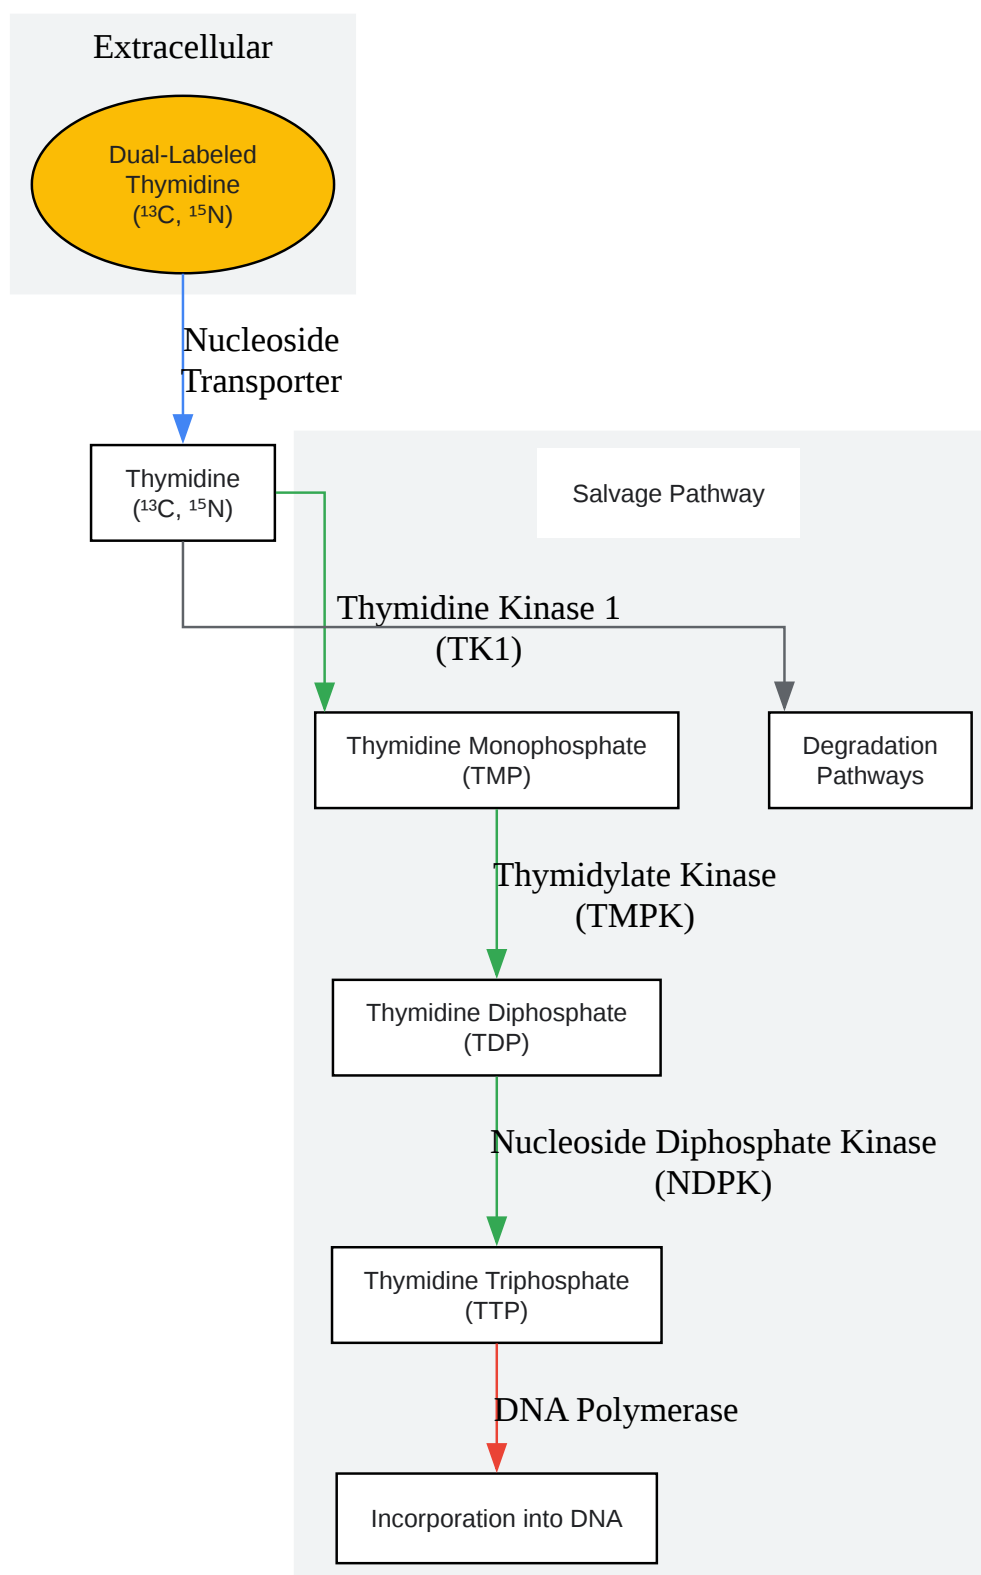 Extracellular
Dual-Labeled
Thymidine
(¹³C, ¹⁵N)
Nucleoside
Transporter
Thymidine
(¹³C, ¹⁵N)
Salvage Pathway
Thymidine Kinase 1
(TK1)
Thymidine Monophosphate
(TMP)
Degradation
Pathways
Thymidylate Kinase
(TMPK)
Thymidine Diphosphate
(TDP)
Nucleoside Diphosphate Kinase
(NDPK)
Thymidine Triphosphate
(TTP)
DNA Polymerase
Incorporation into DNA